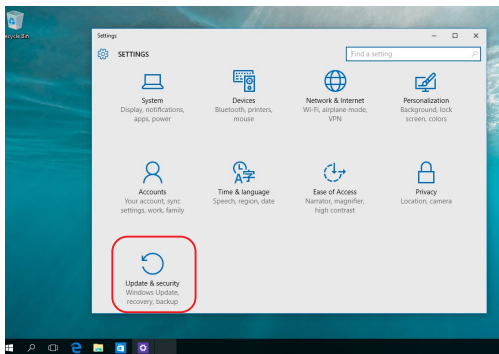 ecycle Bin
Settings
SETTINGS
Find a setting
System
Display, notifications,
apps, power
Devices
Bluetooth, printers,
mouse
Network & Internet
Wi-Fi, airplane mode,
VPN
Personalization
Background, lock
screen, colors
Accounts
Your account, sync
settings, work, family
Time & language
Speech, region, date
Ease of Access
Narrator, magnifier,
high contrast
Privacy
Location, camera
Update & security
Windows Update,
recovery, backup